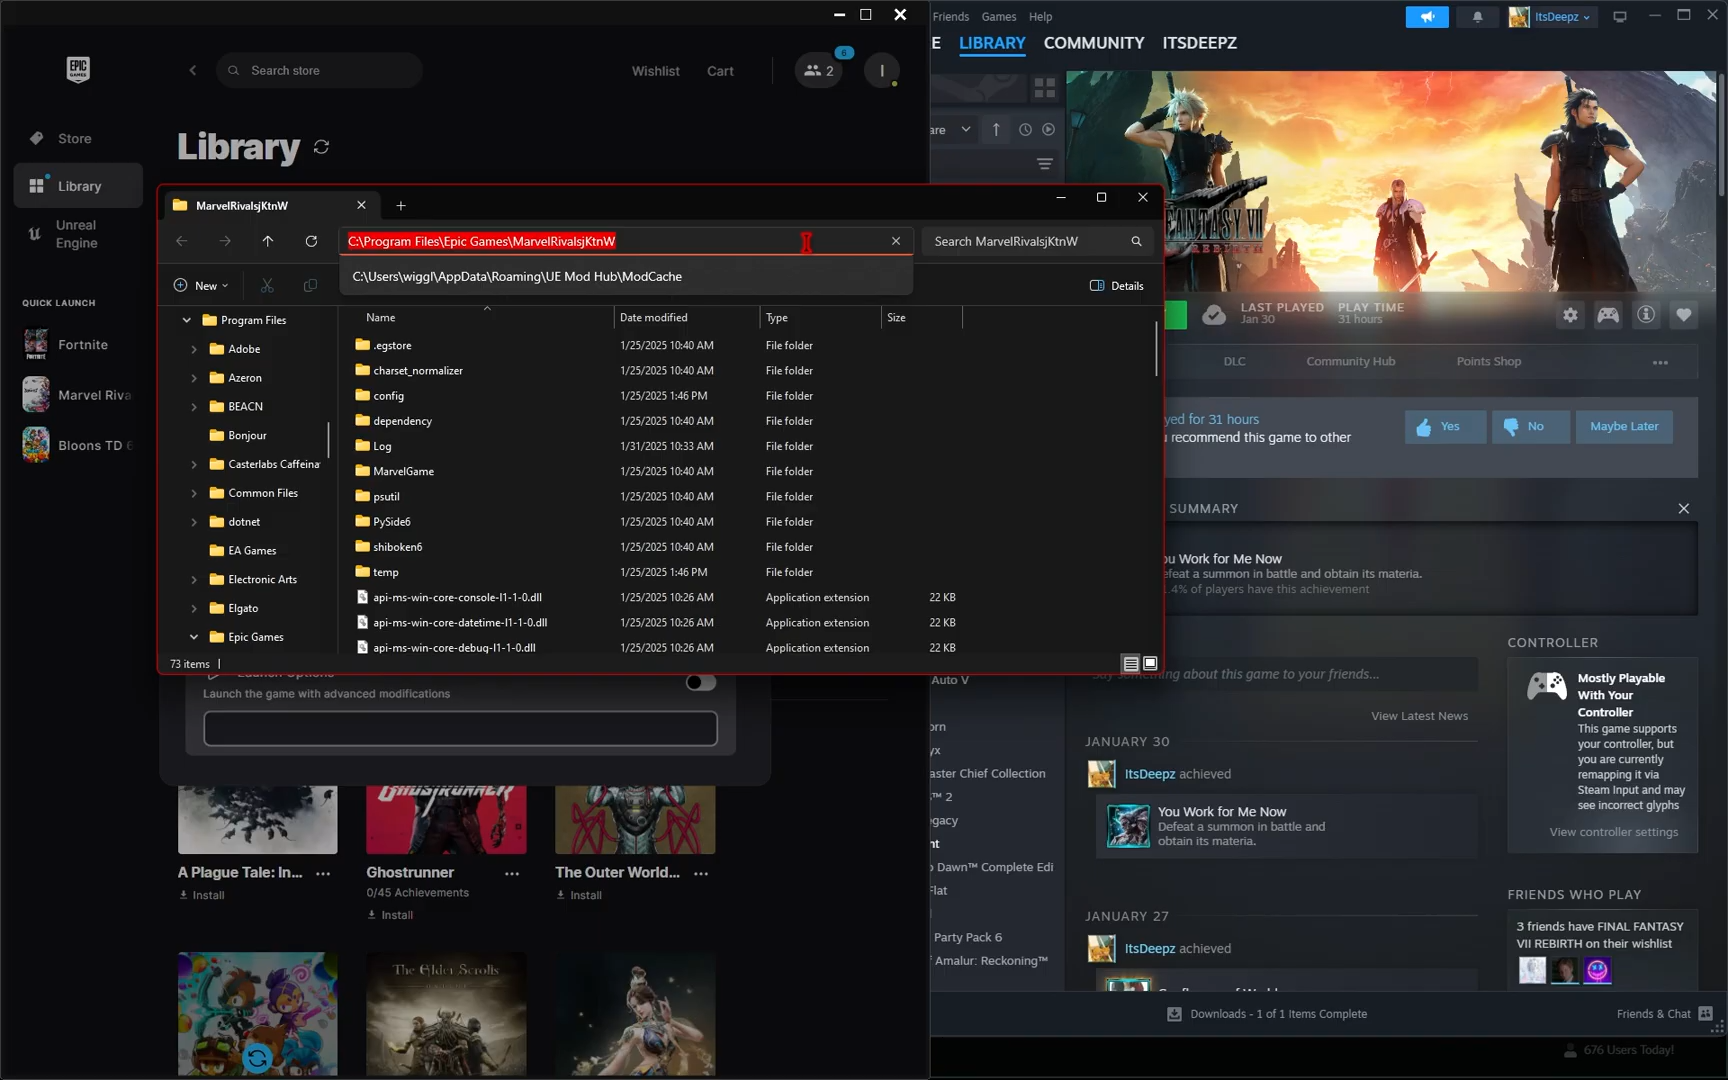 EPIC
GAMES
Search store
Wishlist
Cart
2
6
I
Store
Library
Unreal
Engine
QUICK LAUNCH
Fortnite
Marvel Riva
Bloons TD 6
Library
MarvelRivalsjKtnW
C:\Program Files\Epic Games\MarvelRivalsjKtnW
Search MarvelRivalsjKtnW
C:\Users\wiggl\AppData\Roaming\UE Mod Hub\ModCache
New
Details
Program Files
Adobe
Azeron
BEACN
Bonjour
Casterlabs Caffeina
Common Files
dotnet
EA Games
Electronic Arts
Elgato
Epic Games
Name Date modified Type Size
.egstore 1/25/2025 10:40 AM File folder
charset_normalizer 1/25/2025 10:40 AM File folder
config 1/25/2025 1:46 PM File folder
dependency 1/25/2025 10:40 AM File folder
Log 1/31/2025 10:33 AM File folder
MarvelGame 1/25/2025 10:40 AM File folder
psutil 1/25/2025 10:40 AM File folder
PySide6 1/25/2025 10:40 AM File folder
shiboken6 1/25/2025 10:40 AM File folder
temp 1/25/2025 1:46 PM File folder
api-ms-win-core-console-l1-1-0.dll 1/25/2025 10:26 AM Application extension 22 KB
api-ms-win-core-datetime-l1-1-0.dll 1/25/2025 10:26 AM Application extension 22 KB
api-ms-win-core-debug-l1-1-0.dll 1/25/2025 10:26 AM Application extension 22 KB
73 items
Launch Options
Launch the game with advanced modifications
GHOSTRUNNER
A Plague Tale: In...
Install
Ghostrunner
0/45 Achievements
Install
The Outer World...
Install
The Elder Scrolls
Friends Games Help
ItsDeepz
E LIBRARY COMMUNITY ITSDEEPZ
are
FANTASY VII
REBIRTH
LAST PLAYED
Jan 30
PLAY TIME
31 hours
DLC
Community Hub
Points Shop
yed for 31 hours
u recommend this game to other
Yes
No
Maybe Later
SUMMARY
ou Work for Me Now
efeat a summon in battle and obtain its materia.
.4% of players have this achievement
Say something about this game to your friends...
View Latest News
JANUARY 30
ItsDeepz achieved
You Work for Me Now
Defeat a summon in battle and
obtain its materia.
JANUARY 27
ItsDeepz achieved
Auto V
orn
yx
aster Chief Collection
™ 2
egacy
nt
o Dawn™ Complete Edi
Flat
Party Pack 6
f Amalur: Reckoning™
CONTROLLER
Mostly Playable
With Your
Controller
This game supports
your controller, but
you are currently
remapping it via
Steam Input and may
see incorrect glyphs
View controller settings
FRIENDS WHO PLAY
3 friends have FINAL FANTASY
VII REBIRTH on their wishlist
Downloads - 1 of 1 Items Complete
Friends & Chat
676 Users Today!